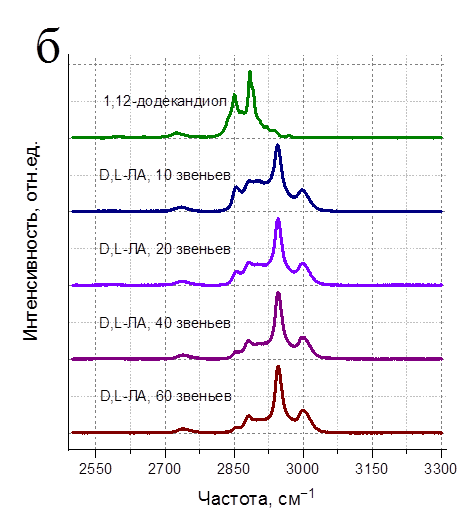 б
1,12-додекандиол
D,L-ЛА, 10 звеньев
D,L-ЛА, 20 звеньев
D,L-ЛА, 40 звеньев
D,L-ЛА, 60 звеньев
Интенсивность, отн.ед.
2550 2700 2850 3000 3150 3300
Частота, см⁻¹